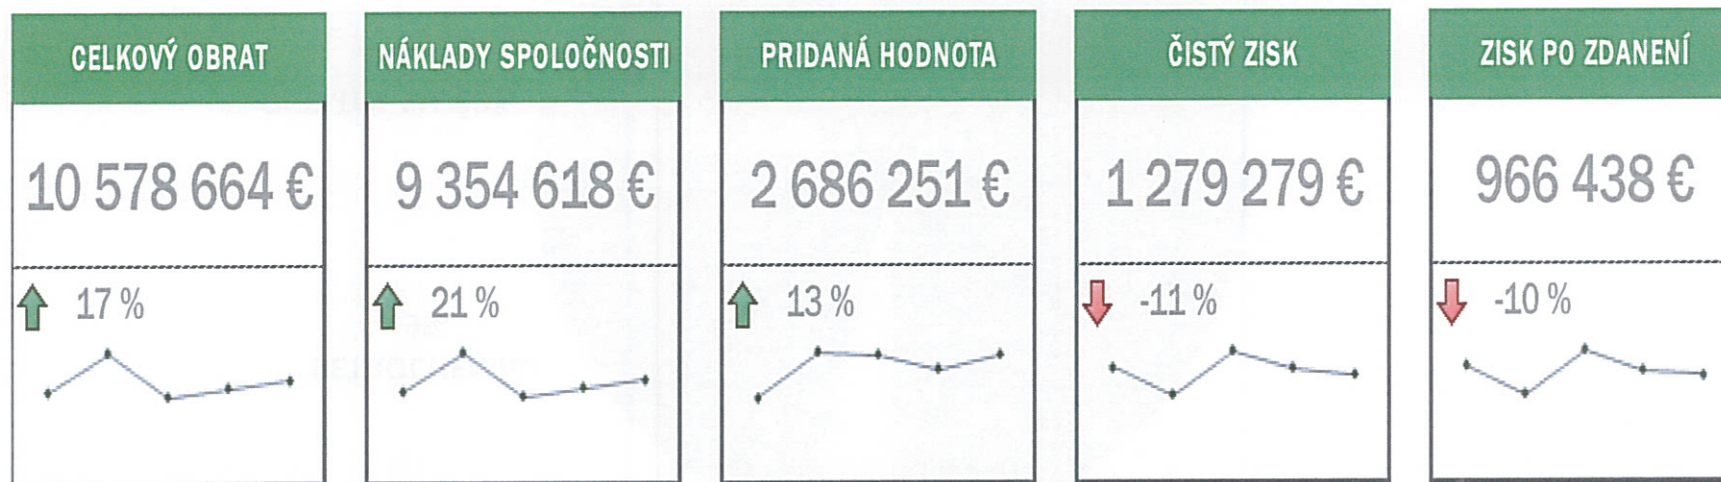 CELKOVÝ OBRAT
10 578 664 €
17 %
NÁKLADY SPOLOČNOSTI
9 354 618 €
21 %
PRIDANÁ HODNOTA
2 686 251 €
13 %
ČISTÝ ZISK
1 279 279 €
-11 %
ZISK PO ZDANENÍ
966 438 €
-10 %